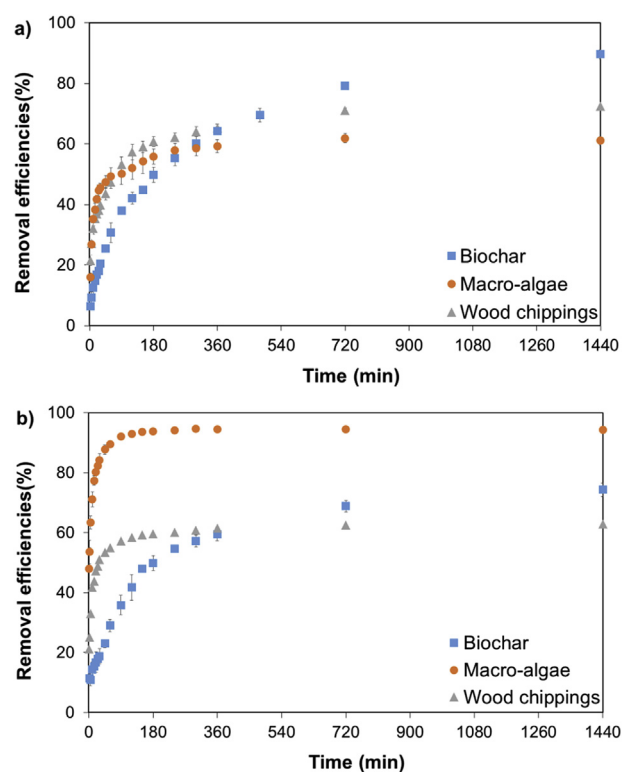 a)
100
80
60
40
20
0
Removal efficiencies(%)
Biochar
Macro-algae
Wood chippings
0 180 360 540 720 900 1080 1260 1440
Time (min)
b)
100
80
60
40
20
0
Removal efficiencies(%)
Biochar
Macro-algae
Wood chippings
0 180 360 540 720 900 1080 1260 1440
Time (min)